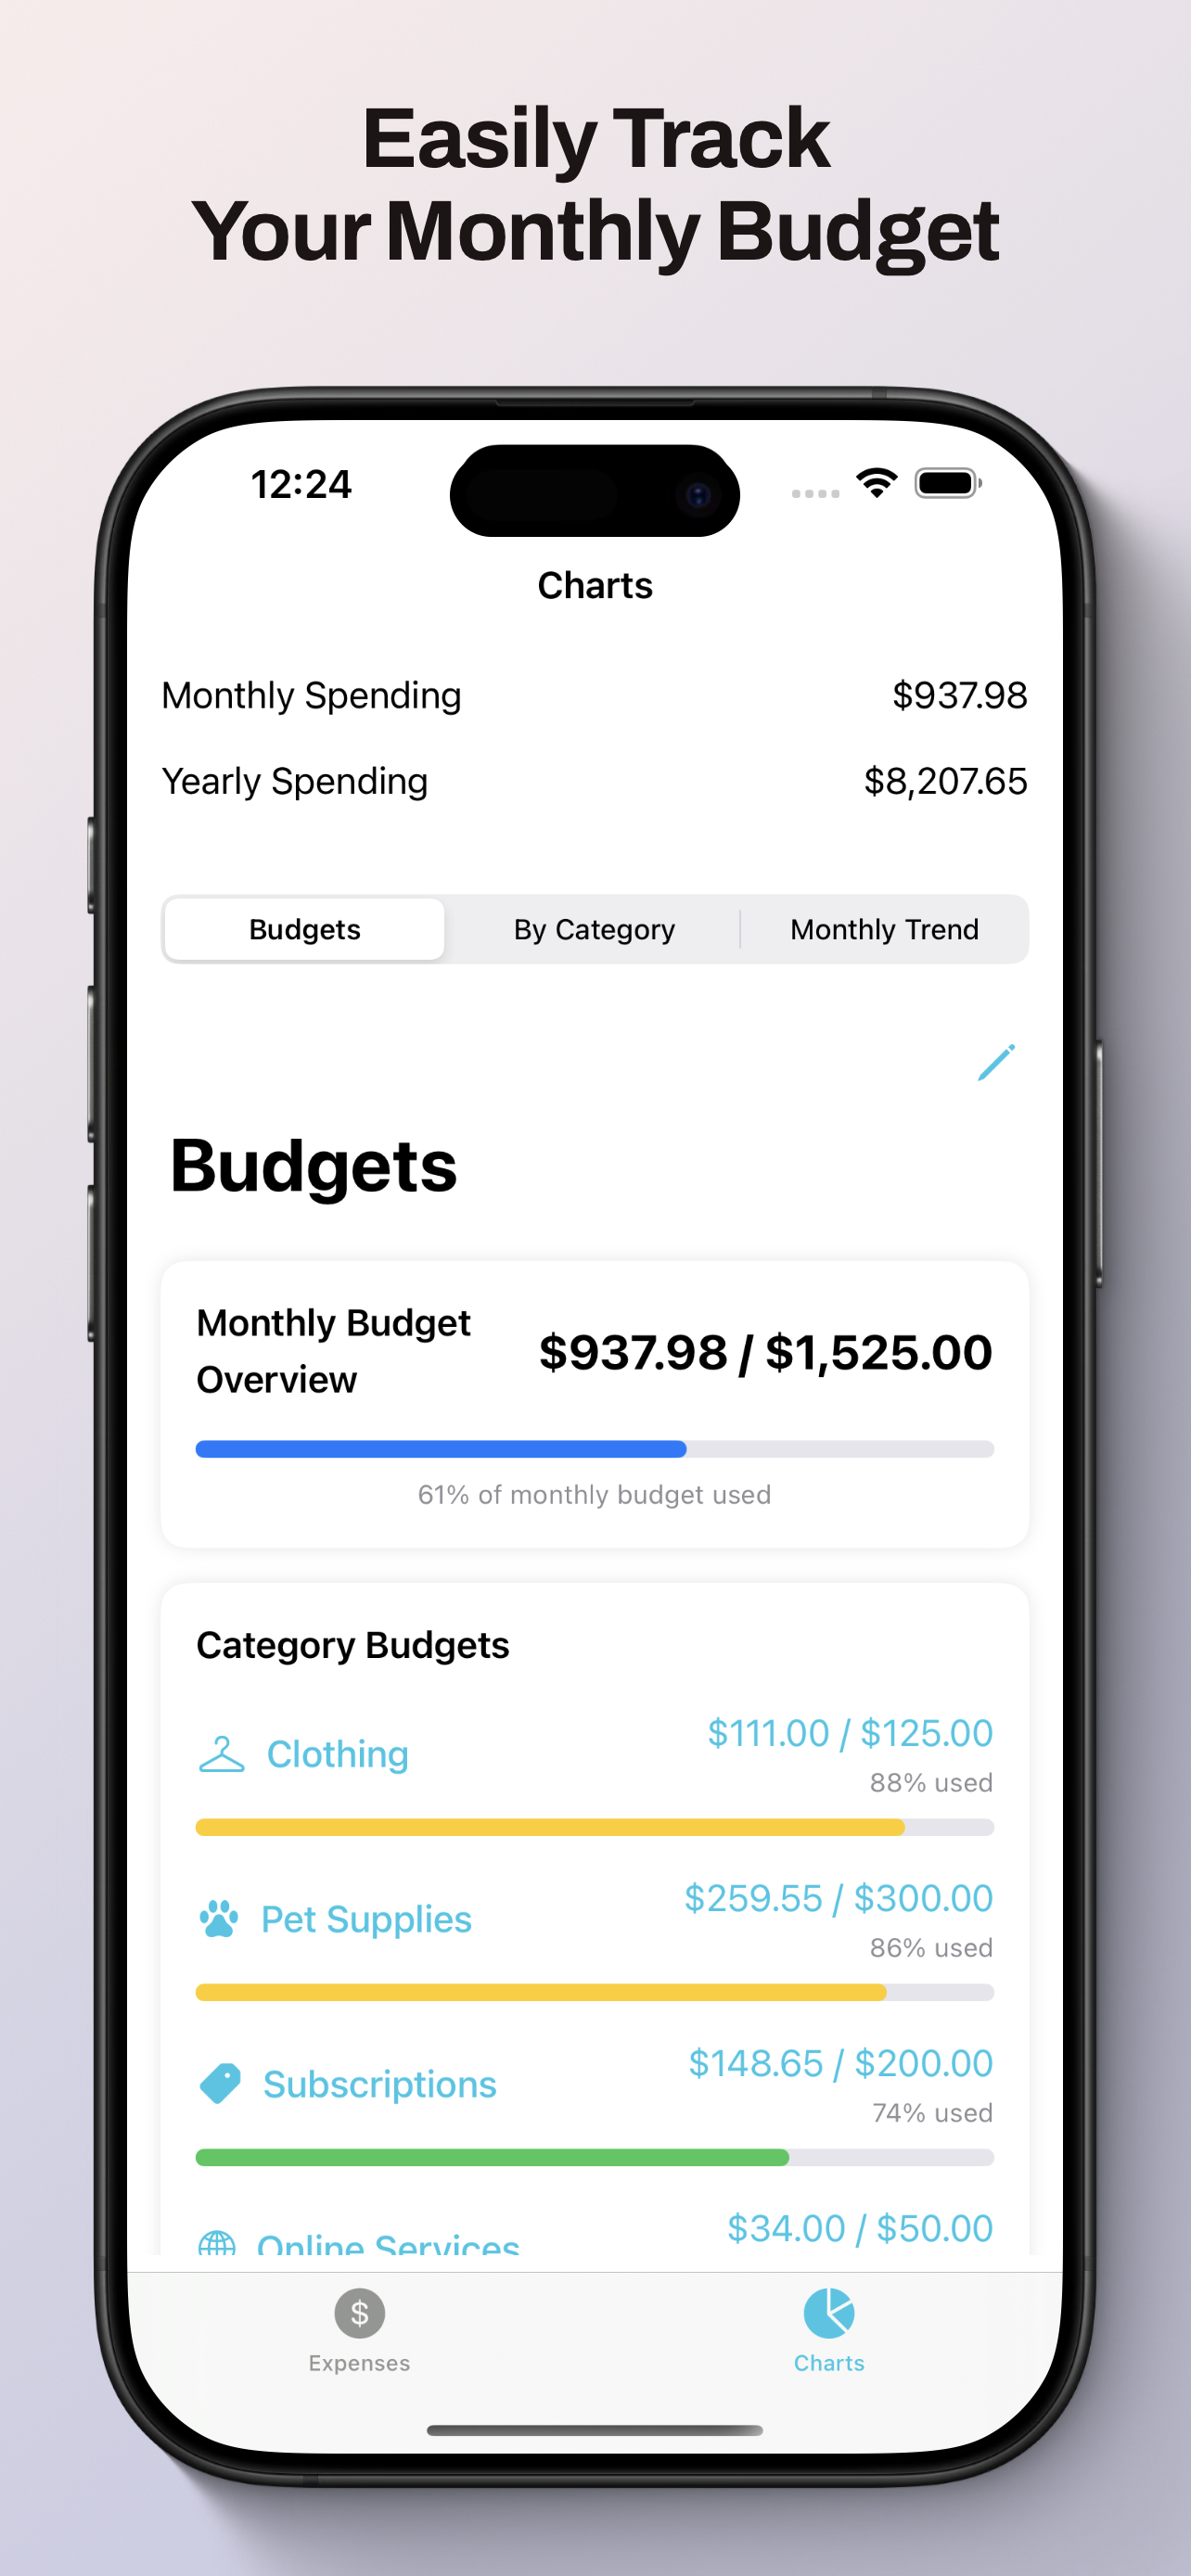 Easily Track
Your Monthly Budget
12:24
Charts
Monthly Spending $937.98
Yearly Spending $8,207.65
Budgets By Category Monthly Trend
Budgets
Monthly Budget
Overview
$937.98 / $1,525.00
61% of monthly budget used
Category Budgets
Clothing
$111.00 / $125.00
88% used
Pet Supplies
$259.55 / $300.00
86% used
Subscriptions
$148.65 / $200.00
74% used
Online Services
$34.00 / $50.00
$
Expenses Charts